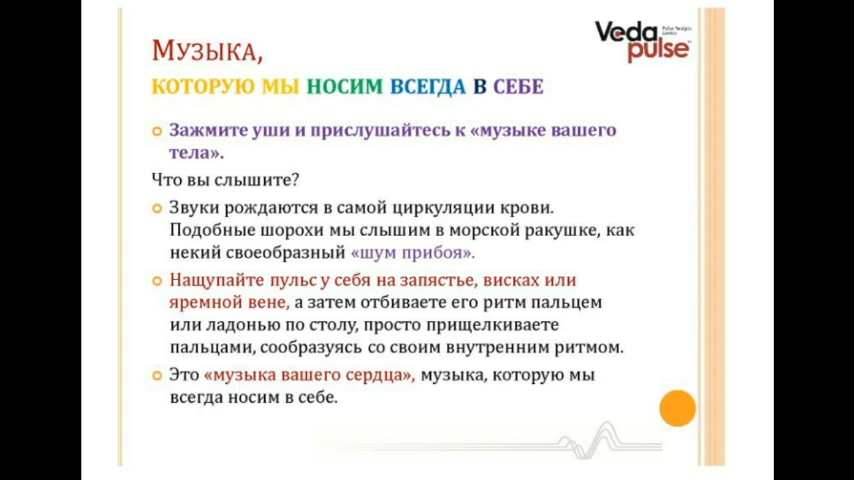 Veda
pulse
МУЗЫКА,
КОТОРУЮ МЫ НОСИМ ВСЕГДА В СЕБЕ
Зажмите уши и прислушайтесь к «музыке вашего
тела».
Что вы слышите?
Звуки рождаются в самой циркуляции крови.
Подобные шорохи мы слышим в морской ракушке, как
некий своеобразный «шум прибоя».
Нащупайте пульс у себя на запястье, висках или
яремной вене, а затем отбиваете его ритм пальцем
или ладонью по столу, просто прищелкиваете
пальцами, сообразуясь со своим внутренним ритмом.
Это «музыка вашего сердца», музыка, которую мы
всегда носим в себе.